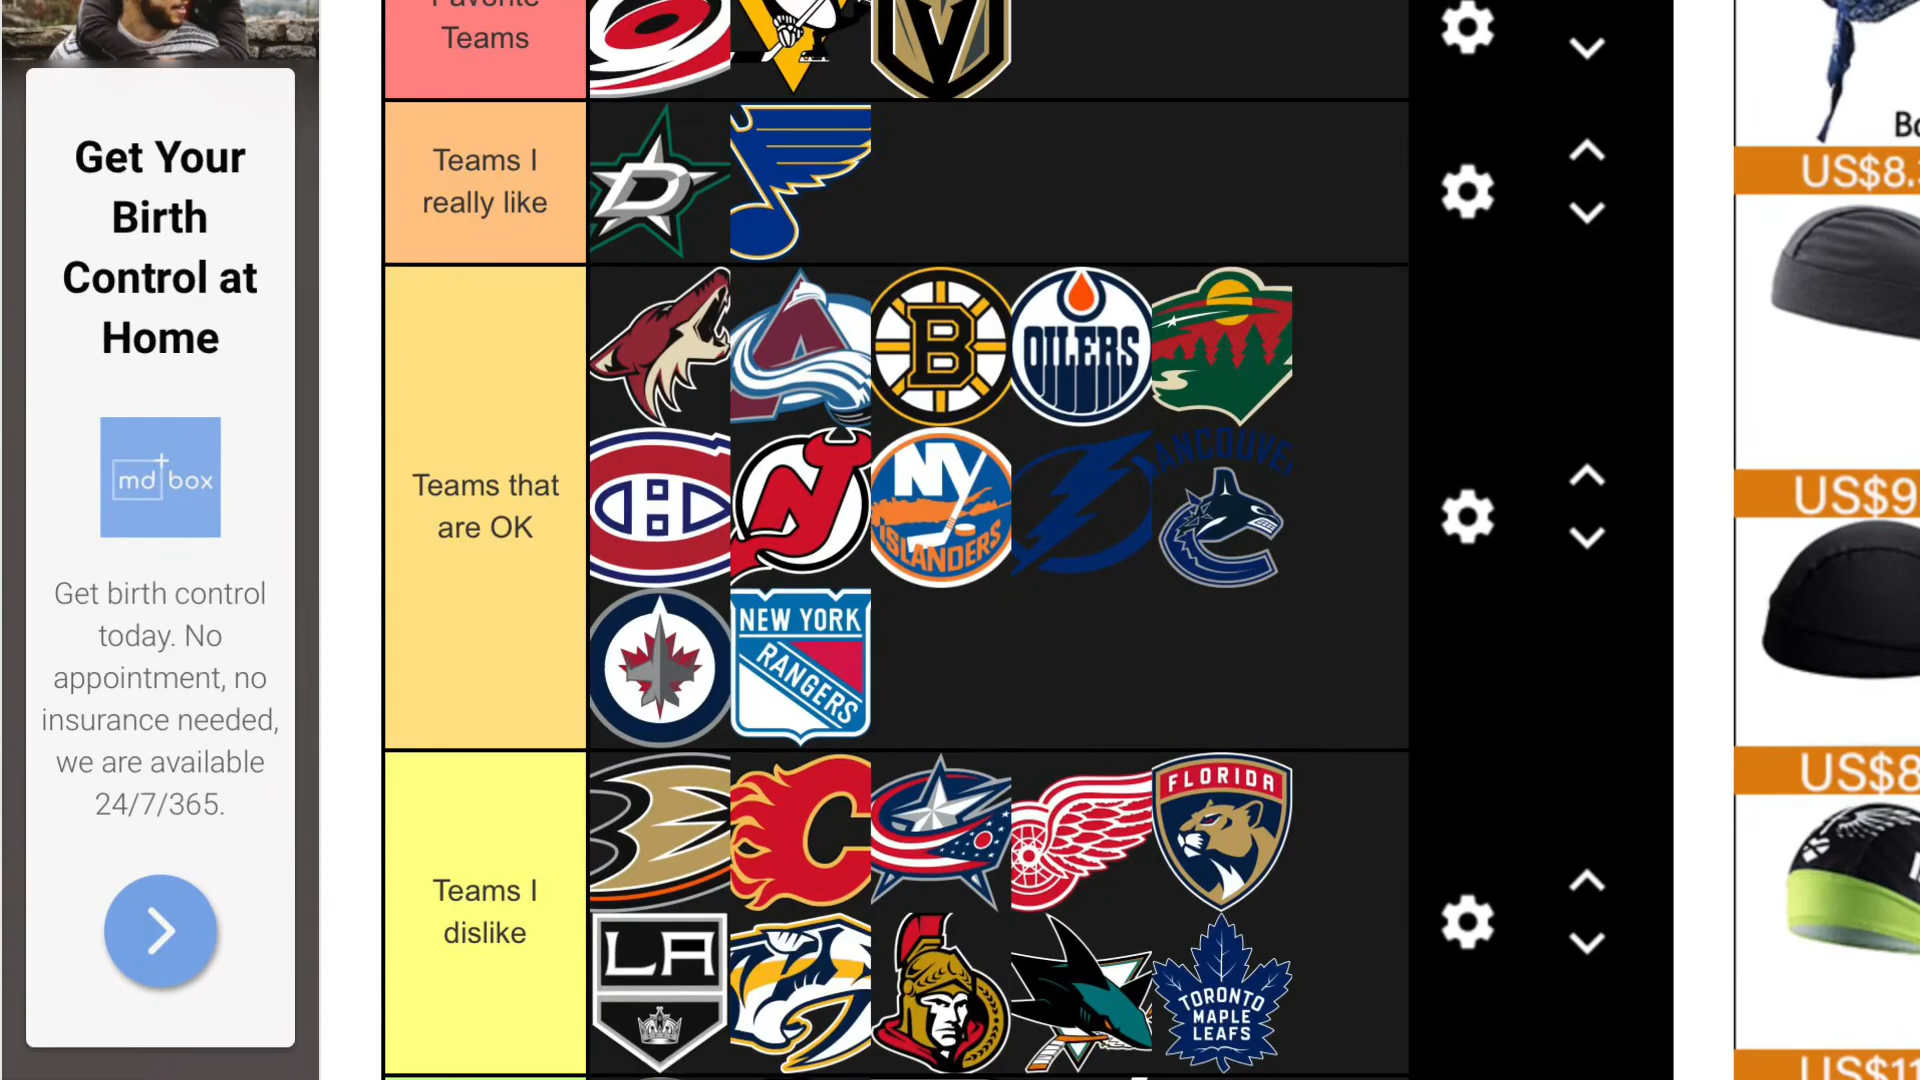 Get Your
Birth
Control at
Home
md box
Get birth control
today. No
appointment, no
insurance needed,
we are available
24/7/365.
Favorite
Teams
Teams I
really like
Teams that
are OK
B
OILERS
NY
ISLANDERS
NEW YORK
RANGERS
Teams I
dislike
FLORIDA
LA
TORONTO
MAPLE
LEAFS
US$8.
US$9
US$8